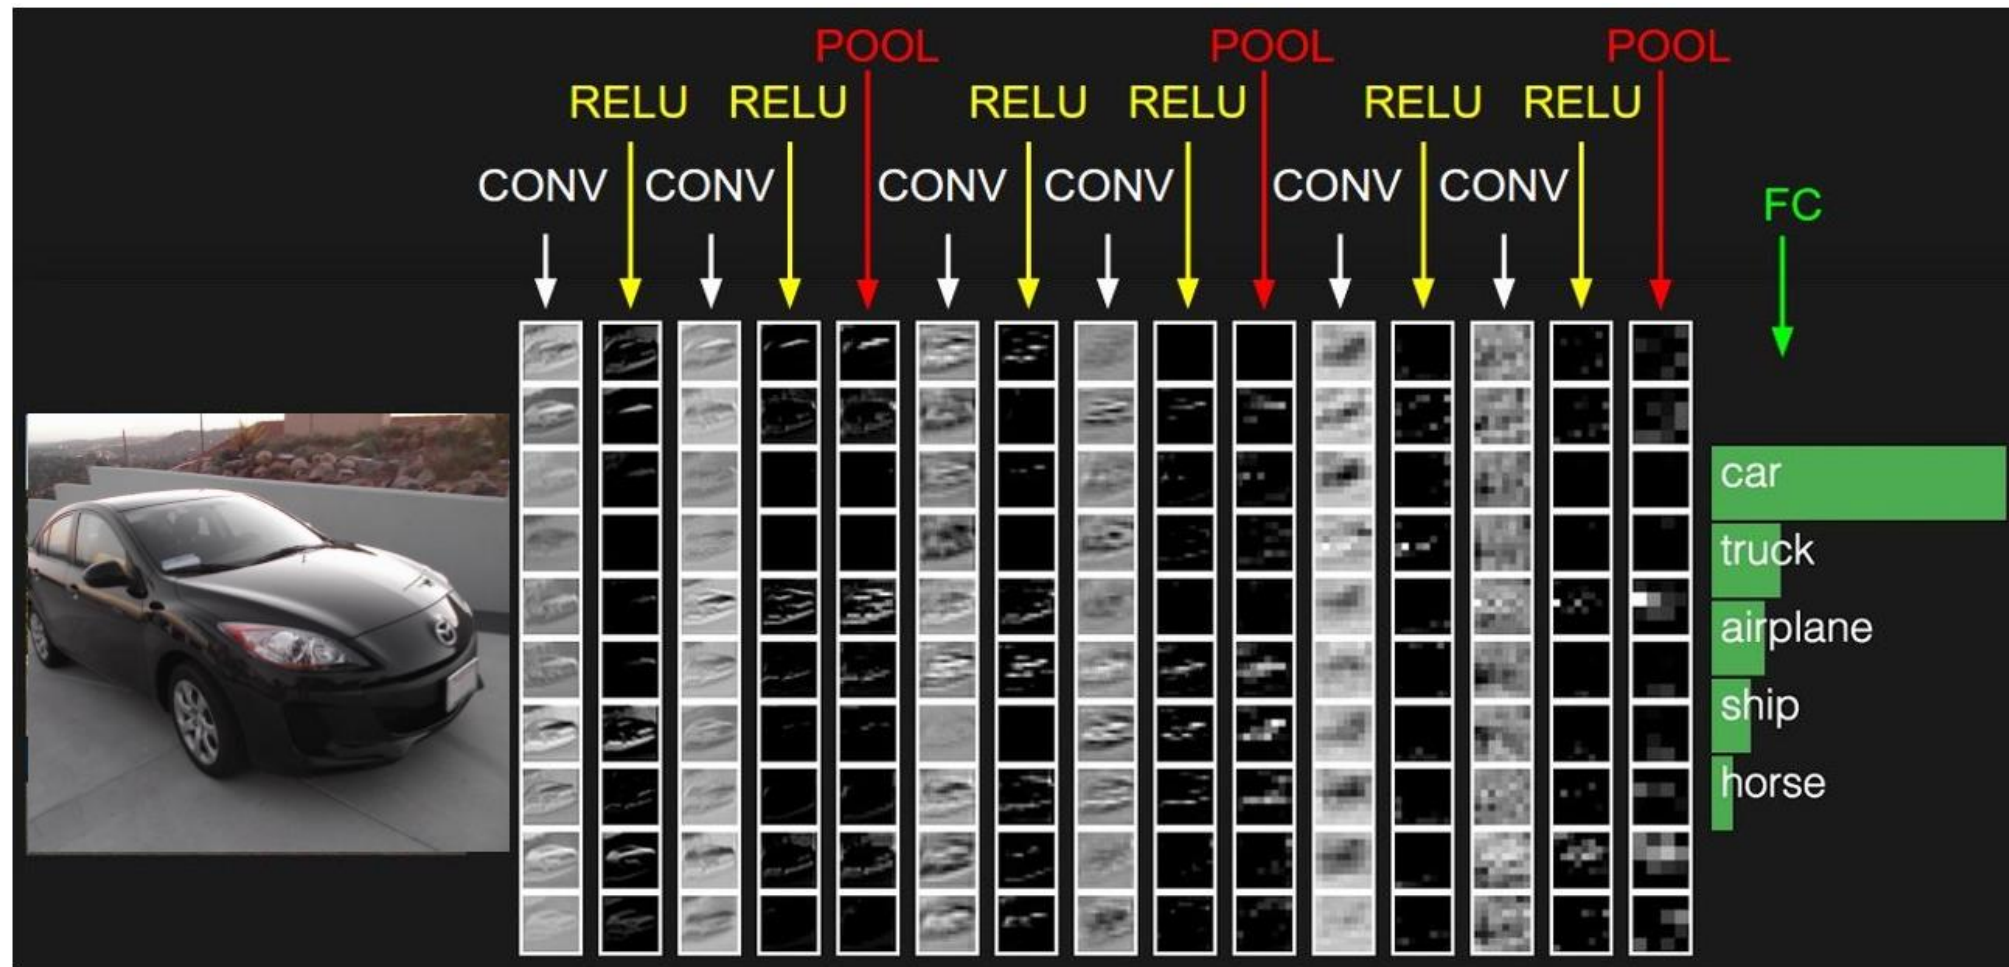 POOL POOL POOL
RELU RELU RELU RELU RELU RELU
CONV CONV CONV CONV CONV CONV
FC
car
truck
airplane
ship
horse